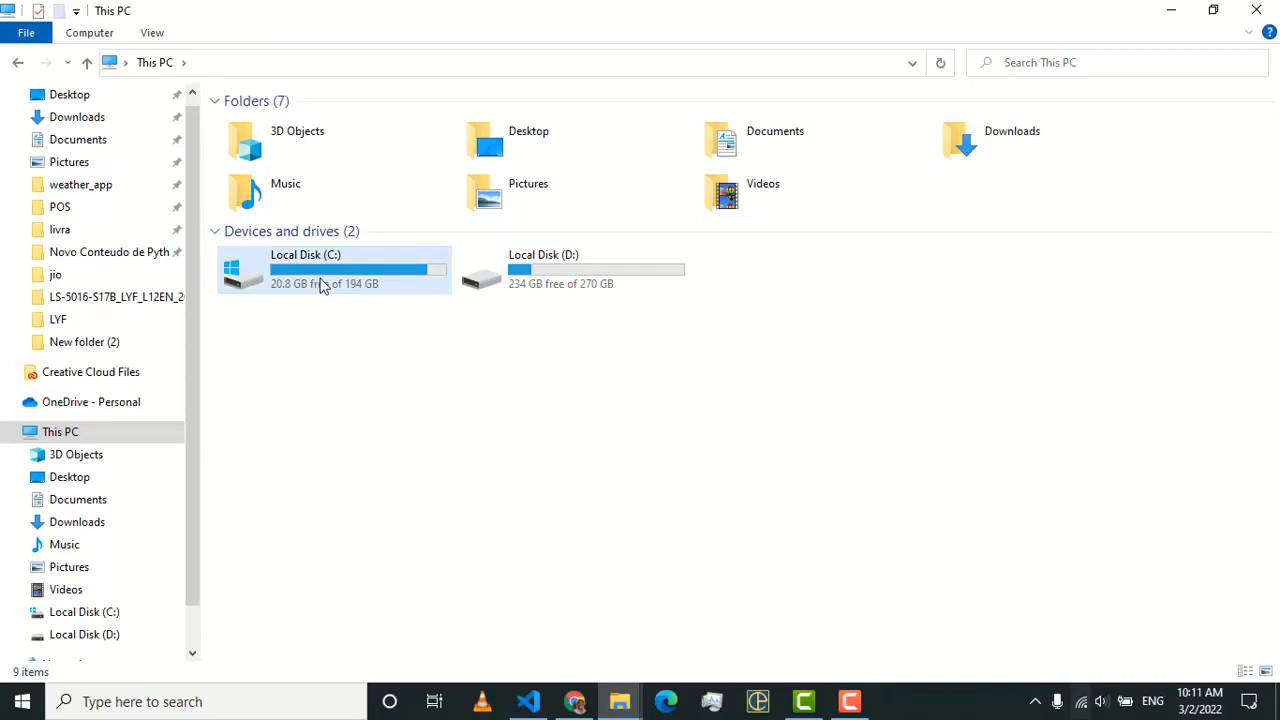 This PC
File
Computer
View
This PC
Search This PC
Desktop
Downloads
Documents
Pictures
weather_app
POS
livra
Novo Conteudo de Pyth
jio
LS-5016-S17B_LYF_L12EN_2
LYF
New folder (2)
Creative Cloud Files
OneDrive - Personal
This PC
3D Objects
Desktop
Documents
Downloads
Music
Pictures
Videos
Local Disk (C:)
Local Disk (D:)
Folders (7)
3D Objects
Desktop
Documents
Downloads
Music
Pictures
Videos
Devices and drives (2)
Local Disk (C:)
20.8 GB free of 194 GB
Local Disk (D:)
234 GB free of 270 GB
9 items
Type here to search
ENG
10:11 AM
3/2/2022